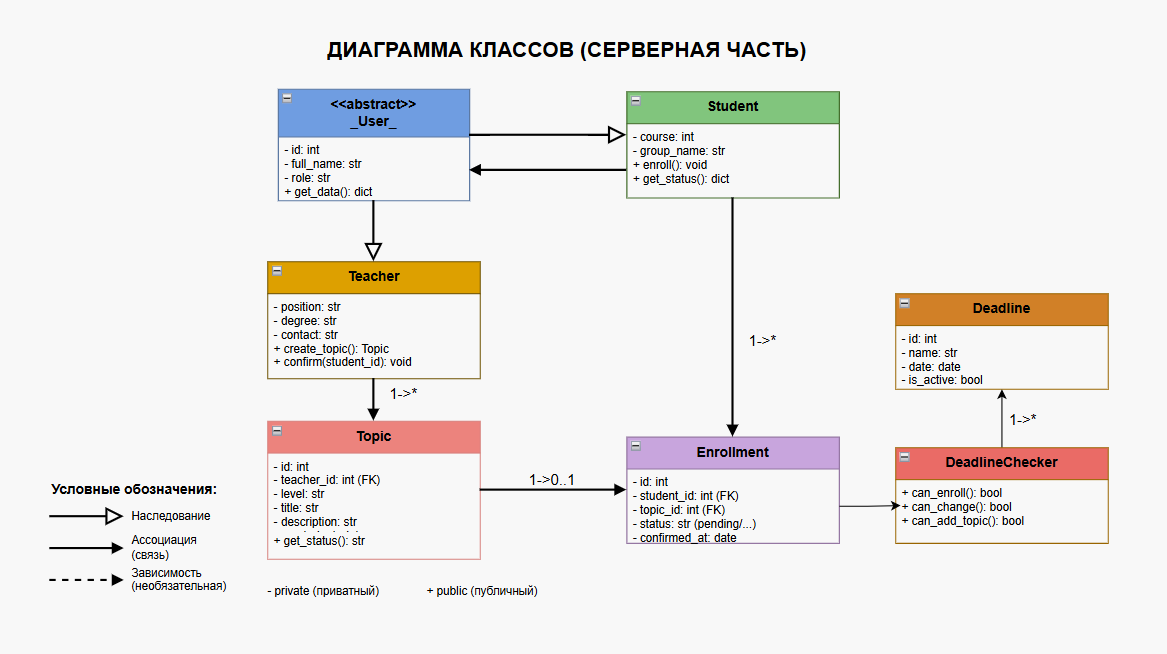 ДИАГРАММА КЛАССОВ (СЕРВЕРНАЯ ЧАСТЬ)
<<abstract>>
_User_
- id: int
- full_name: str
- role: str
+ get_data(): dict
Student
- course: int
- group_name: str
+ enroll(): void
+ get_status(): dict
Teacher
- position: str
- degree: str
- contact: str
+ create_topic(): Topic
+ confirm(student_id): void
1->*
1->*
Deadline
- id: int
- name: str
- date: date
- is_active: bool
1->*
Topic
- id: int
- teacher_id: int (FK)
- level: str
- title: str
- description: str
+ get_status(): str
1->0..1
Enrollment
- id: int
- student_id: int (FK)
- topic_id: int (FK)
- status: str (pending/...)
- confirmed_at: date
DeadlineChecker
+ can_enroll(): bool
+ can_change(): bool
+ can_add_topic(): bool
Условные обозначения:
Наследование
Ассоциация
(связь)
Зависимость
(необязательная)
- private (приватный)
+ public (публичный)